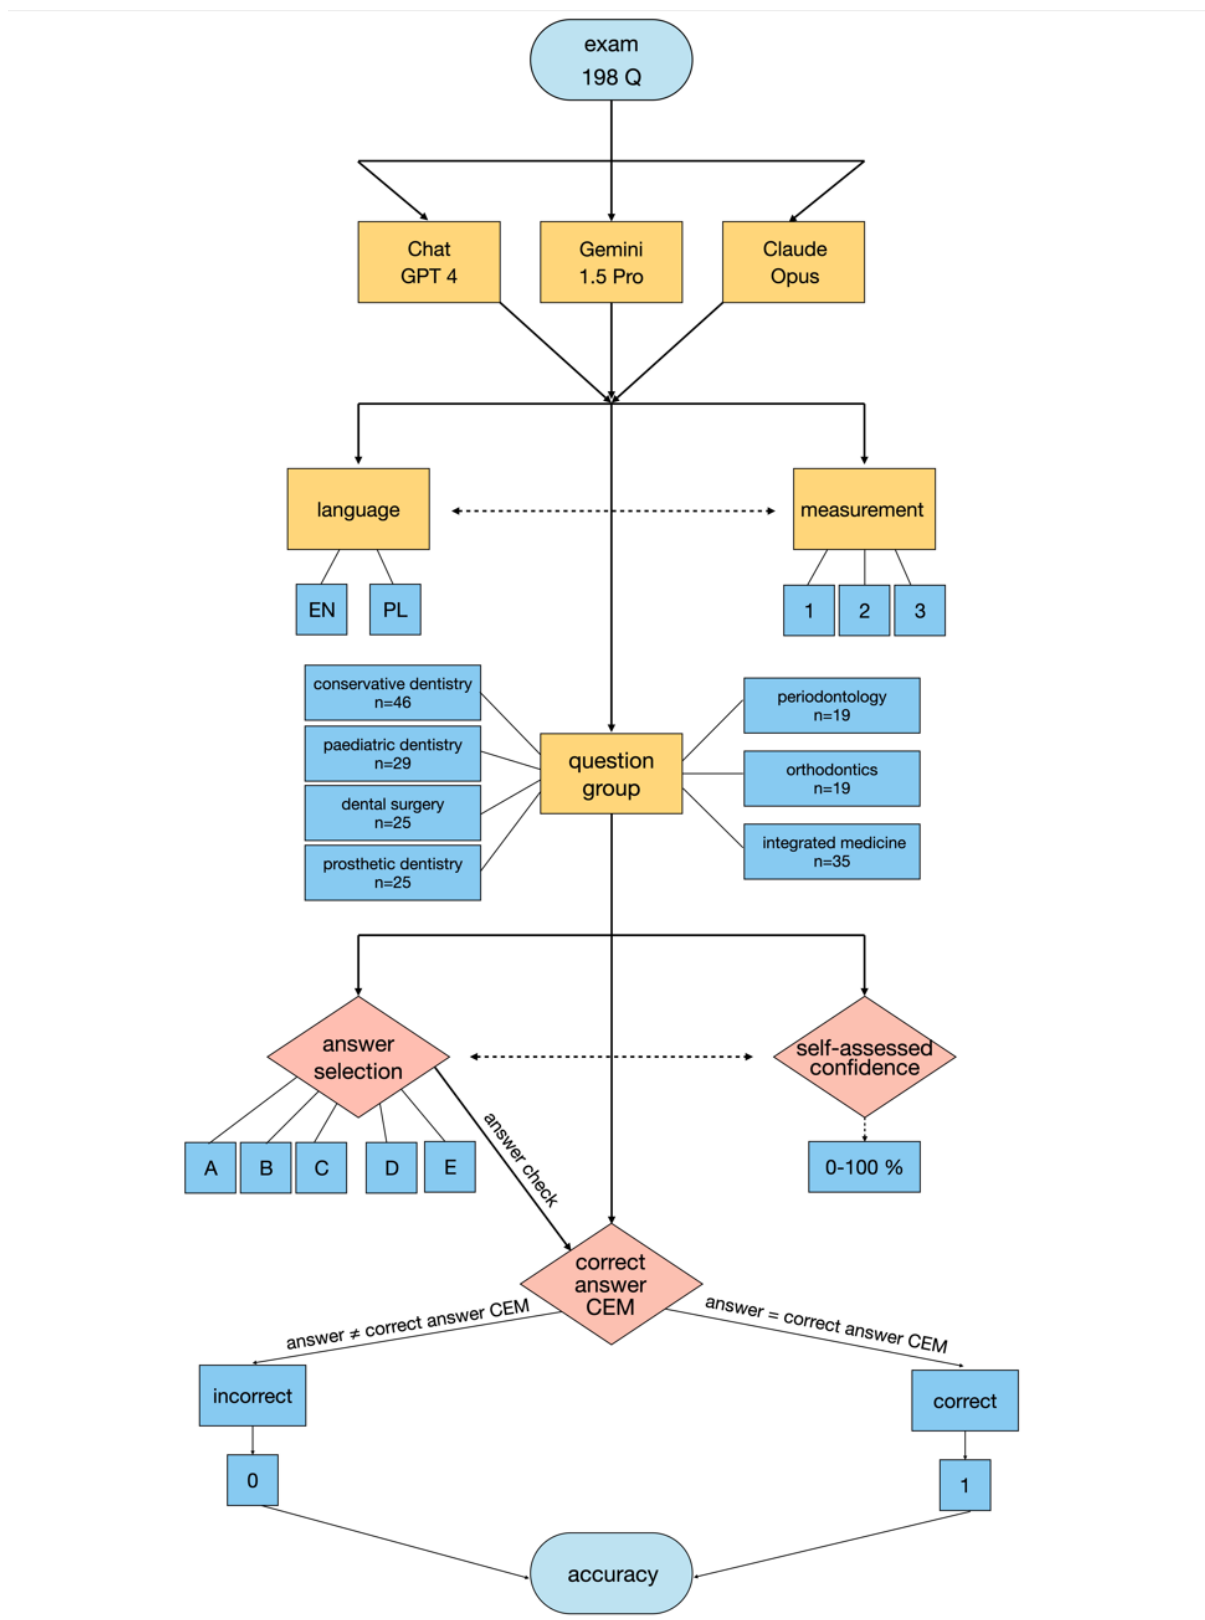 exam
198 Q
Chat
GPT 4
Gemini
1.5 Pro
Claude
Opus
language
measurement
EN
PL
1
2
3
conservative dentistry
n=46
paediatric dentistry
n=29
dental surgery
n=25
prosthetic dentistry
n=25
question
group
periodontology
n=19
orthodontics
n=19
integrated medicine
n=35
answer
selection
self-assessed
confidence
A
B
C
D
E
answer check
0-100 %
correct
answer
CEM
answer ≠ correct answer CEM
answer = correct answer CEM
incorrect
correct
0
1
accuracy